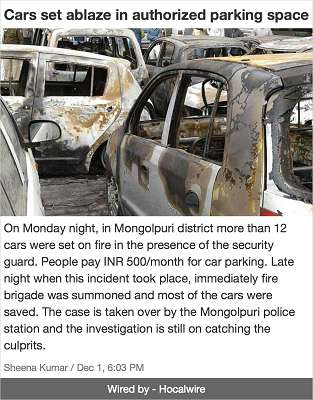 Cars set ablaze in authorized parking space
On Monday night, in Mongolpuri district more than 12
cars were set on fire in the presence of the security
guard. People pay INR 500/month for car parking. Late
night when this incident took place, immediately fire
brigade was summoned and most of the cars were
saved. The case is taken over by the Mongolpuri police
station and the investigation is still on catching the
culprits.
Sheena Kumar / Dec 1, 6:03 PM
Wired by - Hocalwire